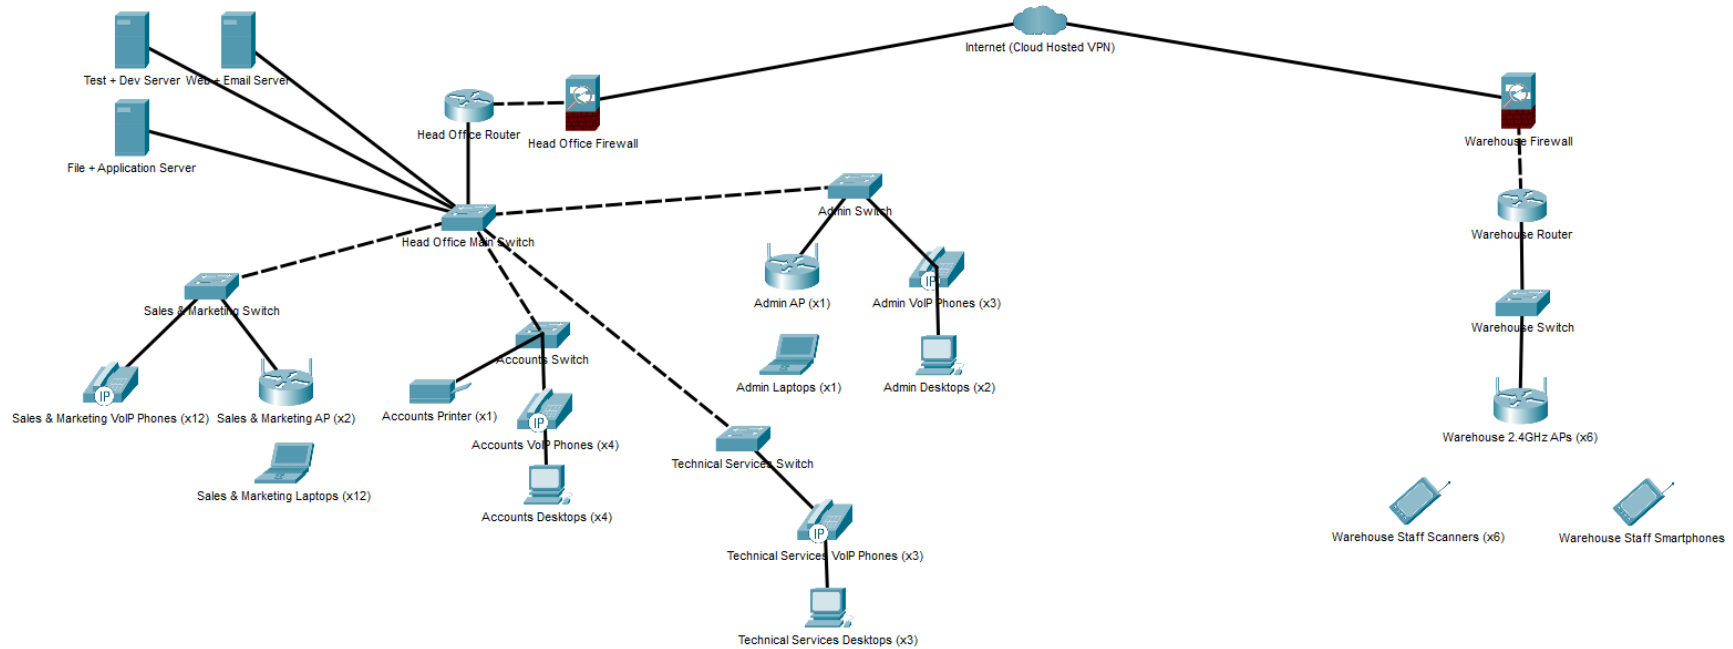 Internet (Cloud Hosted VPN)
Test + Dev Server
Web + Email Server
Head Office Router
Head Office Firewall
Warehouse Firewall
File + Application Server
Admin Switch
Warehouse Router
Head Office Main Switch
Sales & Marketing Switch
Admin AP (x1)
Admin VoIP Phones (x3)
IP
Warehouse Switch
Accounts Switch
Admin Laptops (x1)
Admin Desktops (x2)
IP
Sales & Marketing VoIP Phones (x12)
Sales & Marketing AP (x2)
Accounts Printer (x1)
IP
Accounts VoIP Phones (x4)
Warehouse 2.4GHz APs (x6)
Technical Services Switch
Sales & Marketing Laptops (x12)
Accounts Desktops (x4)
IP
Technical Services VoIP Phones (x3)
Warehouse Staff Scanners (x6)
Warehouse Staff Smartphones
Technical Services Desktops (x3)